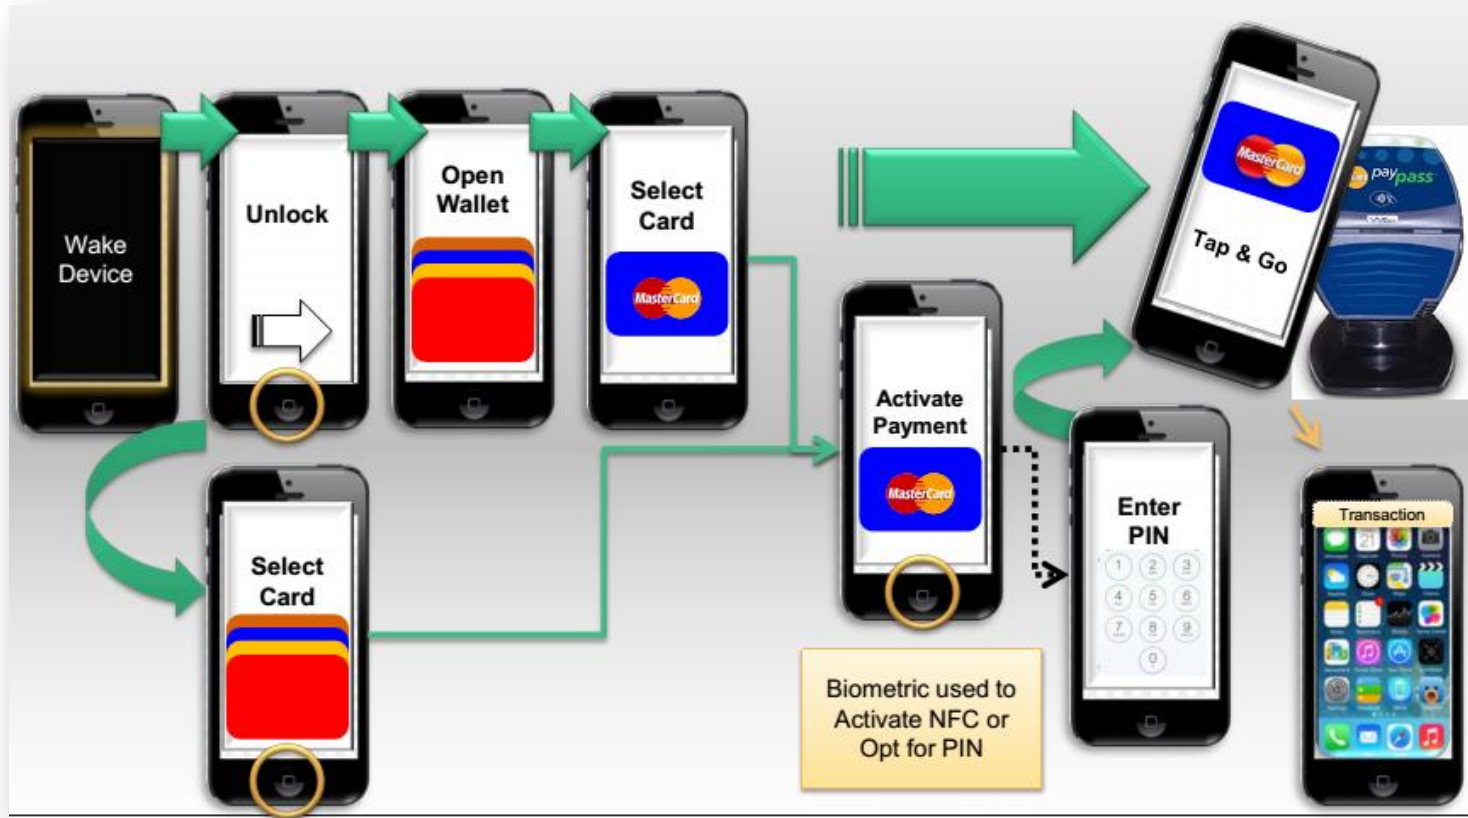 Wake
Device
Unlock
Open
Wallet
Select
Card
MasterCard
MasterCard
Tap & Go
paypass
Select
Card
Activate
Payment
MasterCard
Biometric used to
Activate NFC or
Opt for PIN
Enter
PIN
1 2 3
4 5 6
7 8 9
0
Transaction
21